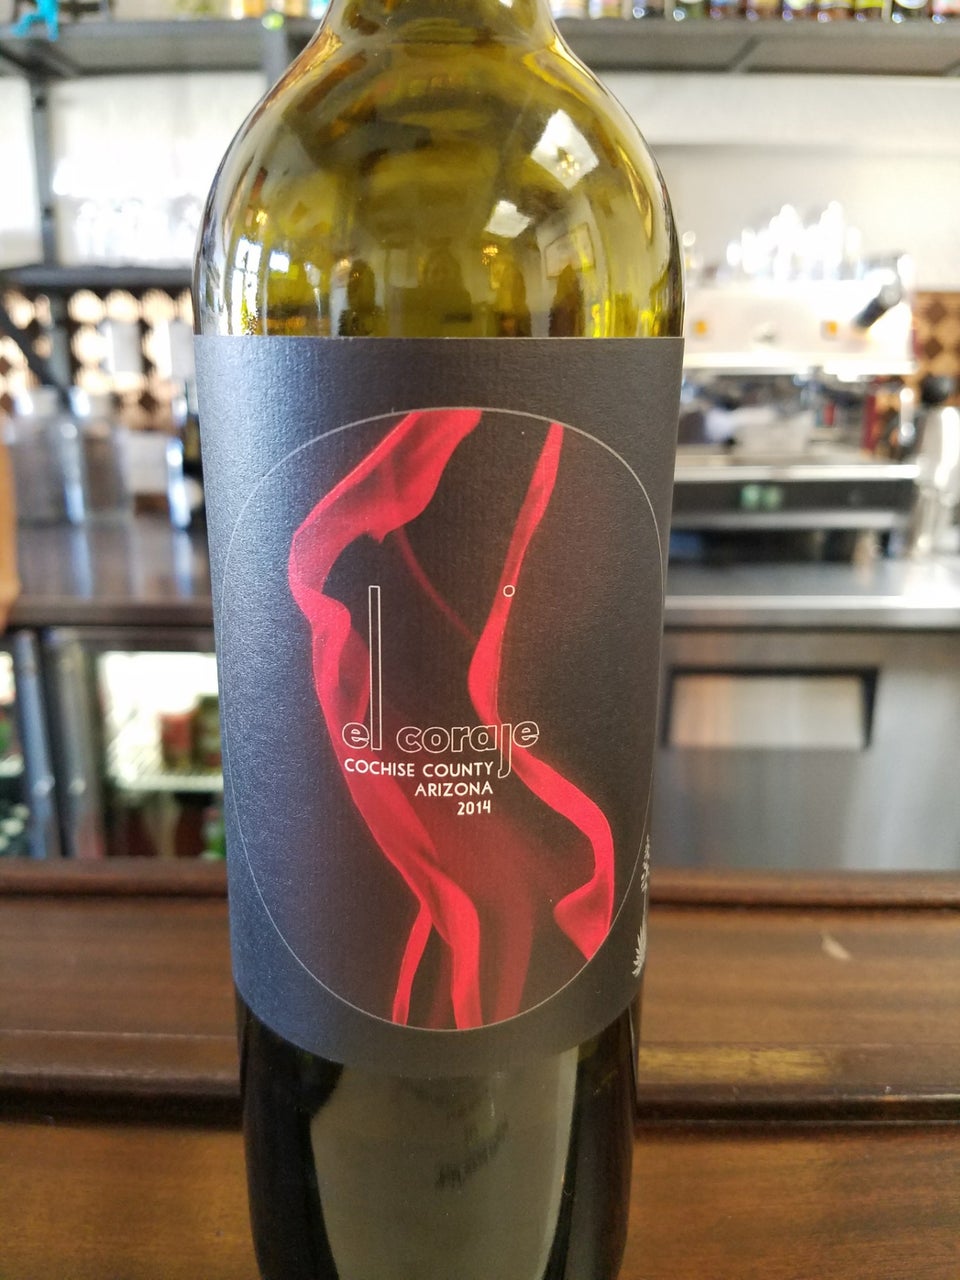 el coraje
COCHISE COUNTY
ARIZONA
2014